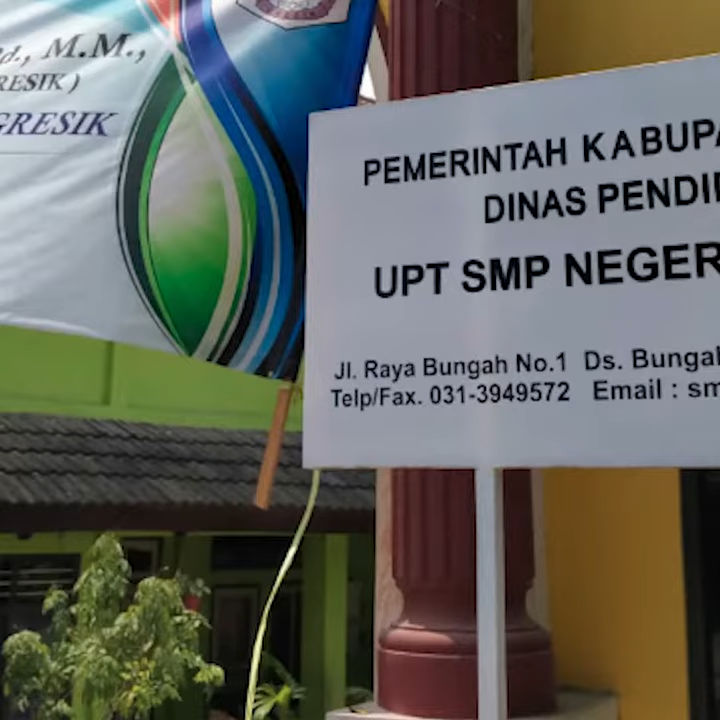 M.M.,
GRESIK
PEMERINTAH KABUPA
DINAS PENDI
UPT SMP NEGER
Jl. Raya Bungah No.1 Ds. Bungah
Telp/Fax. 031-3949572 Email : sm